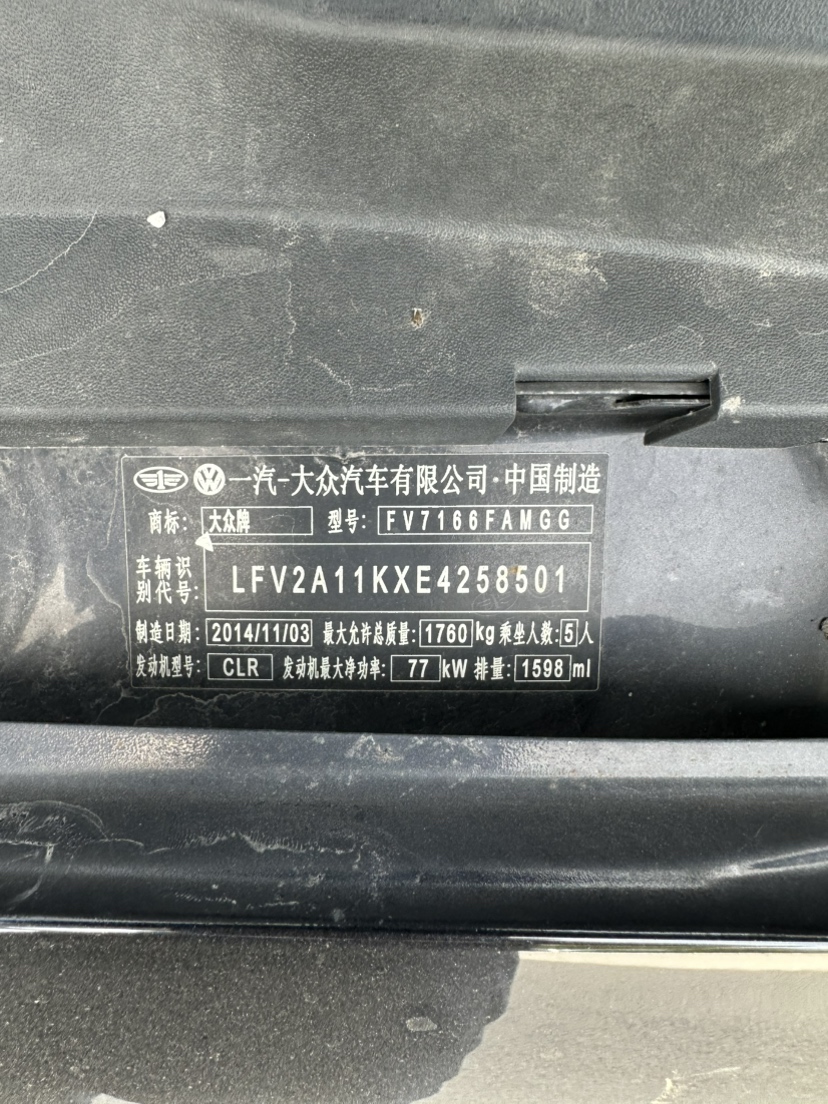 一汽-大众汽车有限公司·中国制造
商标: 大众牌 型号: FV7166FAMGG
车辆识别代号: LFV2A11KXE4258501
制造日期: 2014/11/03 最大允许总质量: 1760 kg 乘坐人数: 5 人
发动机型号: CLR 发动机最大净功率: 77 kW 排量: 1598 ml